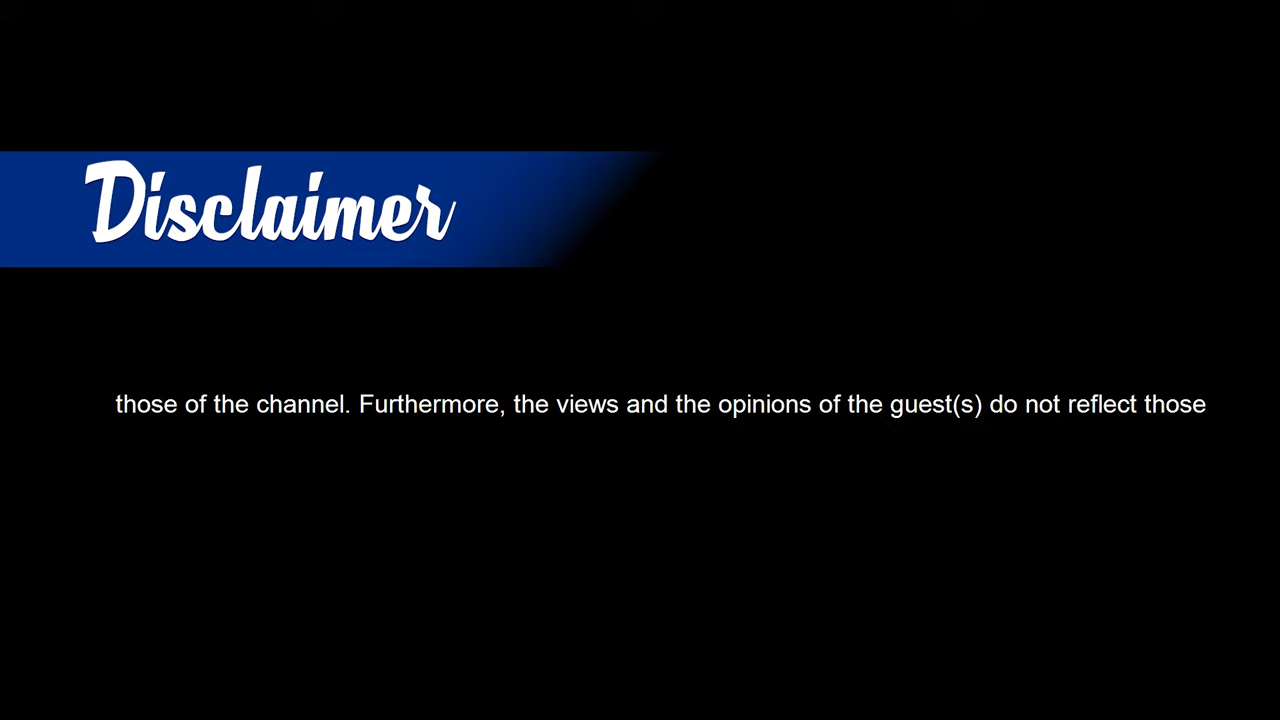 Disclaimer
those of the channel. Furthermore, the views and the opinions of the guest(s) do not reflect those